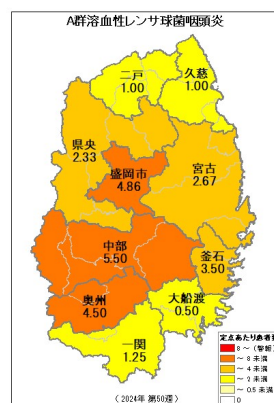 A群溶血性レンサ球菌咽頭炎
二戸
1.00
久慈
1.00
県央
2.33
盛岡市
4.86
宮古
2.67
中部
5.50
釜石
3.50
奥州
4.50
大船渡
0.50
一関
1.25
定点あたり患者
8 ～ (警報)
～ 8 未満
～ 4 未満
～ 2 未満
～ 0.5 未満
0
(2024年 第50週)